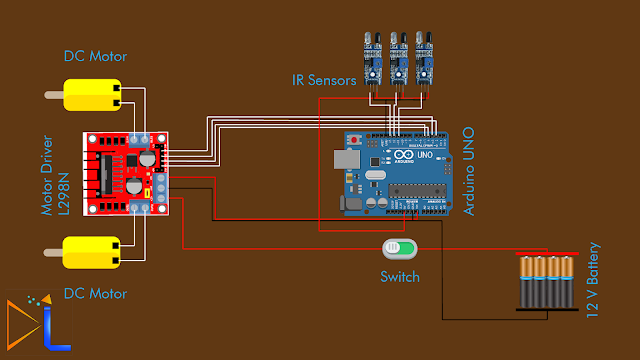 DC Motor
IR Sensors
Motor Driver
L298N
UNO
ARDUINO
Arduino UNO
Switch
DC Motor
12 V Battery